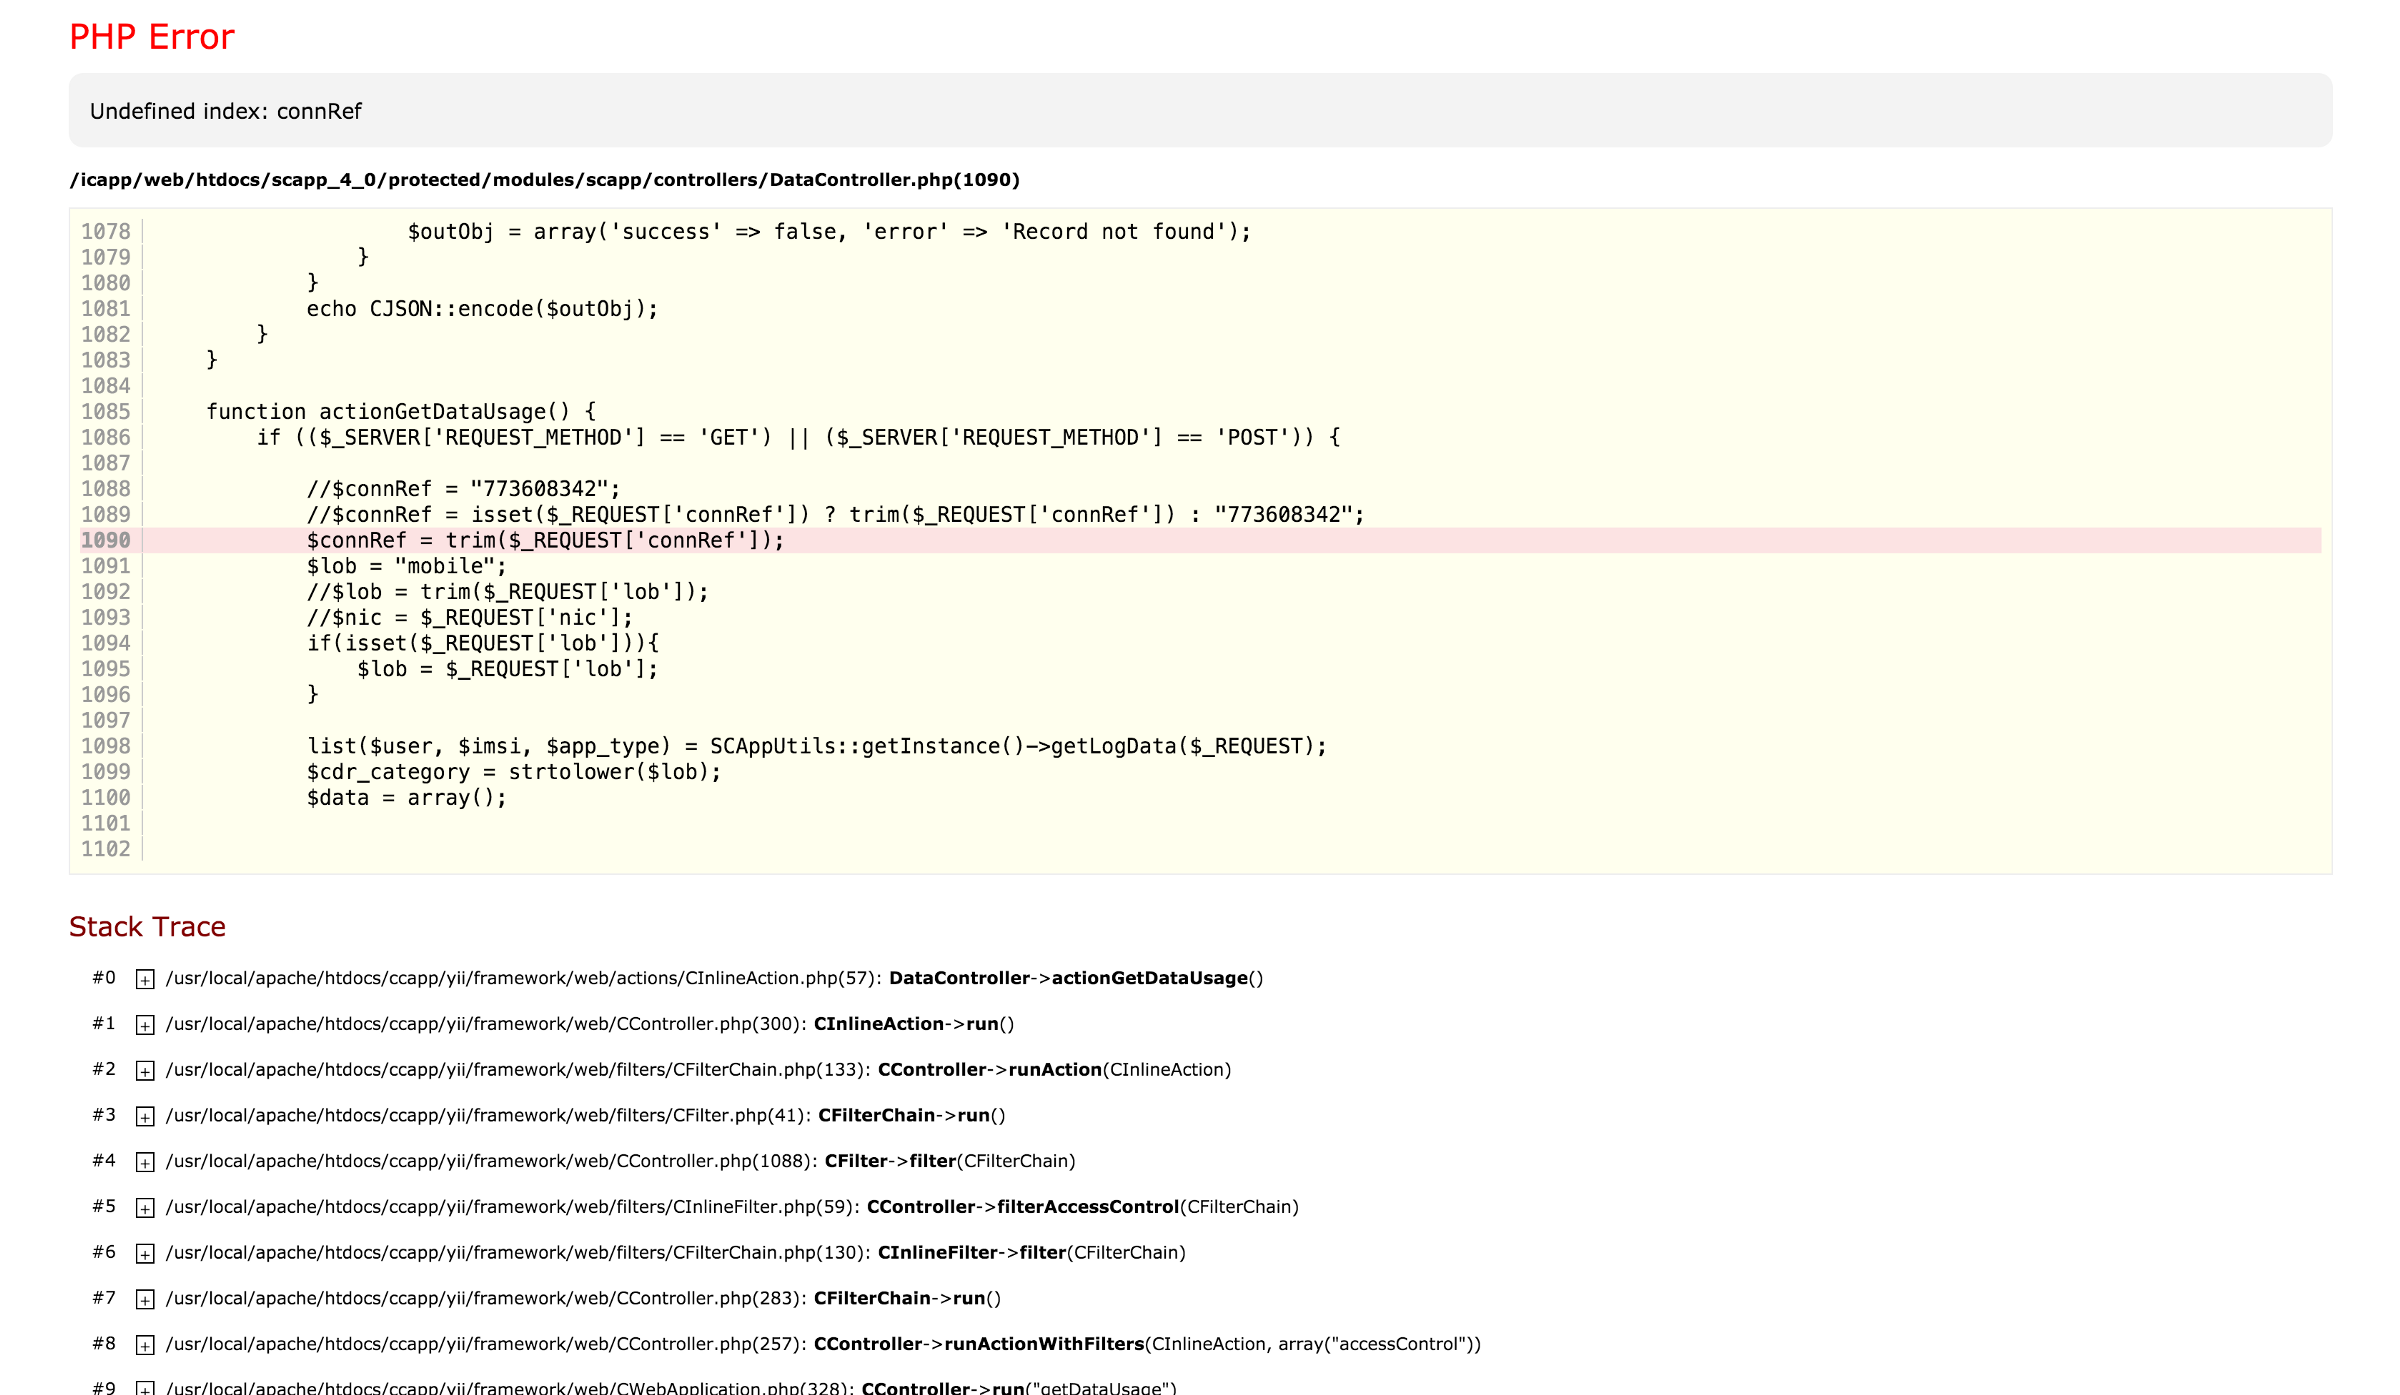 PHP Error
Undefined index: connRef
/icapp/web/htdocs/scapp_4_0/protected/modules/scapp/controllers/DataController.php(1090)
1078                     $outObj = array('success' => false, 'error' => 'Record not found');
1079                 }
1080             }
1081             echo CJSON::encode($outObj);
1082         }
1083     }
1084
1085     function actionGetDataUsage() {
1086         if (($_SERVER['REQUEST_METHOD'] == 'GET') || ($_SERVER['REQUEST_METHOD'] == 'POST')) {
1087
1088             //$connRef = "773608342";
1089             //$connRef = isset($_REQUEST['connRef']) ? trim($_REQUEST['connRef']) : "773608342";
1090             $connRef = trim($_REQUEST['connRef']);
1091             $lob = "mobile";
1092             //$lob = trim($_REQUEST['lob']);
1093             //$nic = $_REQUEST['nic'];
1094             if(isset($_REQUEST['lob'])){
1095                 $lob = $_REQUEST['lob'];
1096             }
1097
1098             list($user, $imsi, $app_type) = SCAppUtils::getInstance()->getLogData($_REQUEST);
1099             $cdr_category = strtolower($lob);
1100             $data = array();
1101
1102
Stack Trace
#0 + /usr/local/apache/htdocs/ccapp/yii/framework/web/actions/CInlineAction.php(57): DataController->actionGetDataUsage()
#1 + /usr/local/apache/htdocs/ccapp/yii/framework/web/CController.php(300): CInlineAction->run()
#2 + /usr/local/apache/htdocs/ccapp/yii/framework/web/filters/CFilterChain.php(133): CController->runAction(CInlineAction)
#3 + /usr/local/apache/htdocs/ccapp/yii/framework/web/filters/CFilter.php(41): CFilterChain->run()
#4 + /usr/local/apache/htdocs/ccapp/yii/framework/web/CController.php(1088): CFilter->filter(CFilterChain)
#5 + /usr/local/apache/htdocs/ccapp/yii/framework/web/filters/CInlineFilter.php(59): CController->filterAccessControl(CFilterChain)
#6 + /usr/local/apache/htdocs/ccapp/yii/framework/web/filters/CFilterChain.php(130): CInlineFilter->filter(CFilterChain)
#7 + /usr/local/apache/htdocs/ccapp/yii/framework/web/CController.php(283): CFilterChain->run()
#8 + /usr/local/apache/htdocs/ccapp/yii/framework/web/CController.php(257): CController->runActionWithFilters(CInlineAction, array("accessControl"))
#9 + /usr/local/apache/htdocs/ccapp/yii/framework/web/CWebApplication.php(328): CController->run("getDataUsage")